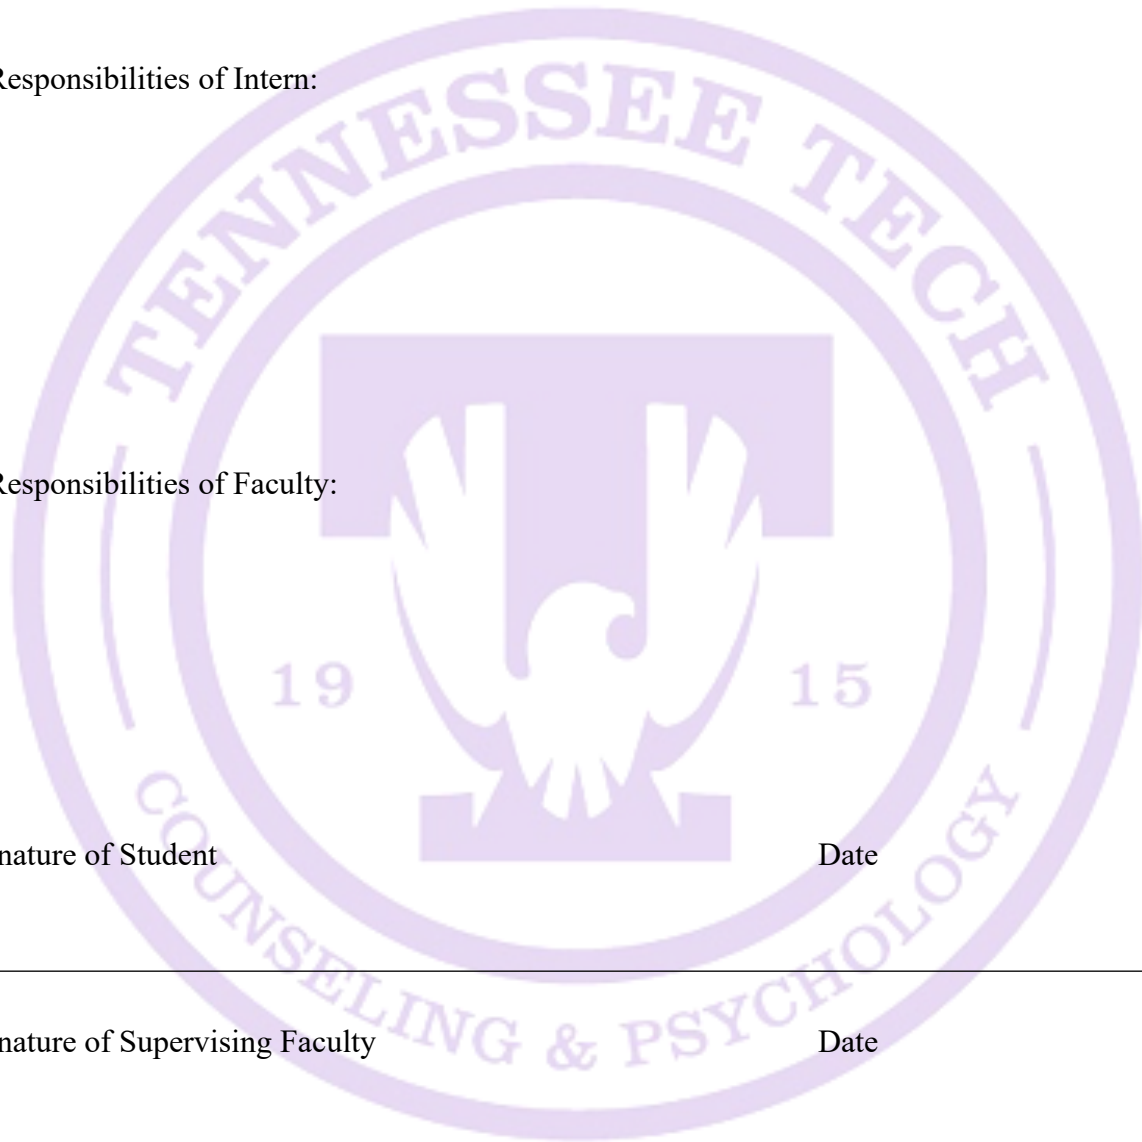 TENNESSEE TECH
Responsibilities of Intern:
Responsibilities of Faculty:
19 15
nature of Student Date
nature of Supervising Faculty Date
COUNSELING & PSYCHOLOGY